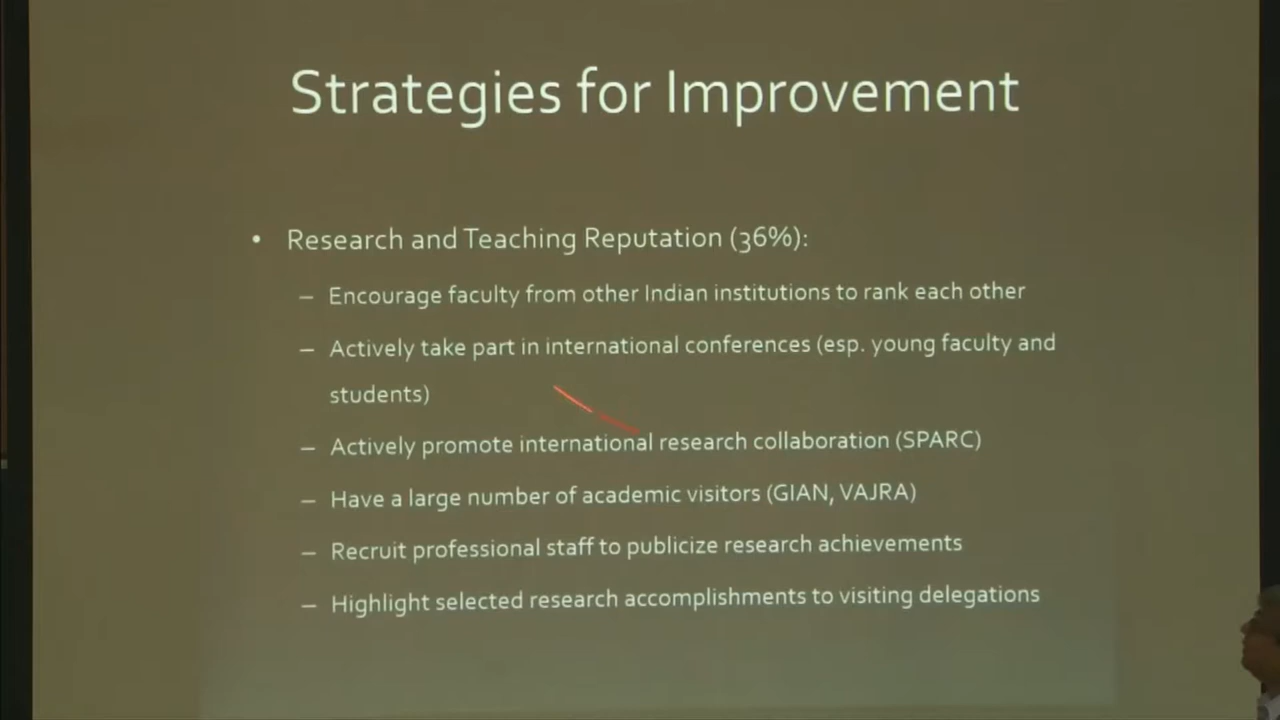 Strategies for Improvement
• Research and Teaching Reputation (36%):
– Encourage faculty from other Indian institutions to rank each other
– Actively take part in international conferences (esp. young faculty and
students)
– Actively promote international research collaboration (SPARC)
– Have a large number of academic visitors (GIAN, VAJRA)
– Recruit professional staff to publicize research achievements
– Highlight selected research accomplishments to visiting delegations